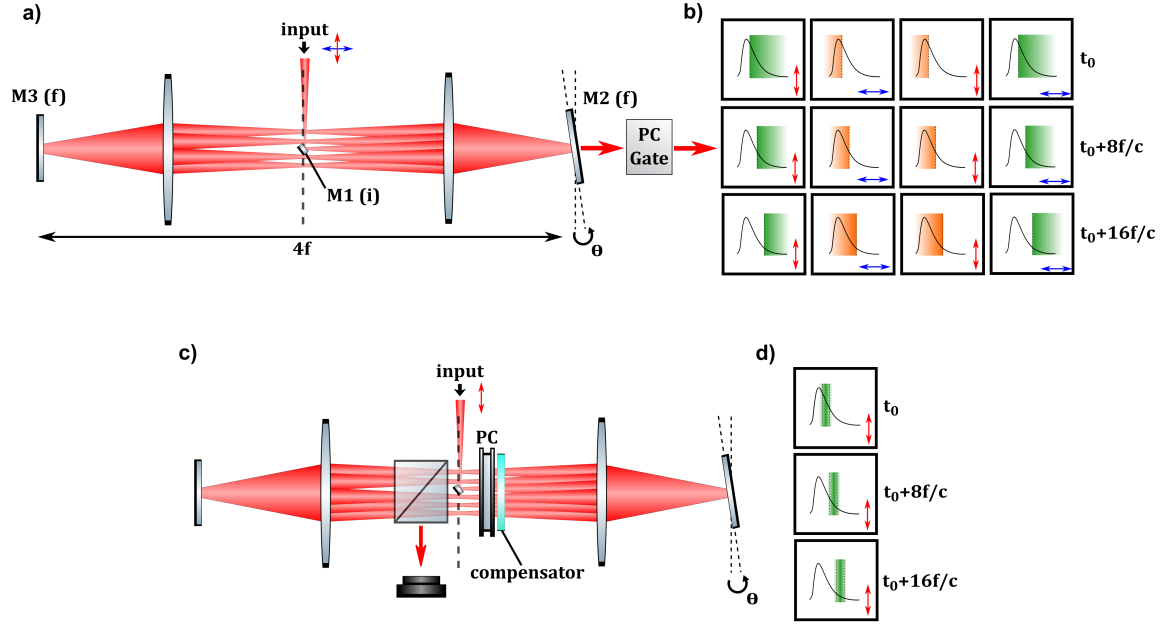 a)
input
M3 (f)
M2 (f)
PC
Gate
M1 (i)
4f
θ
b)
t0
t0+8f/c
t0+16f/c
c)
input
PC
compensator
θ
d)
t0
t0+8f/c
t0+16f/c